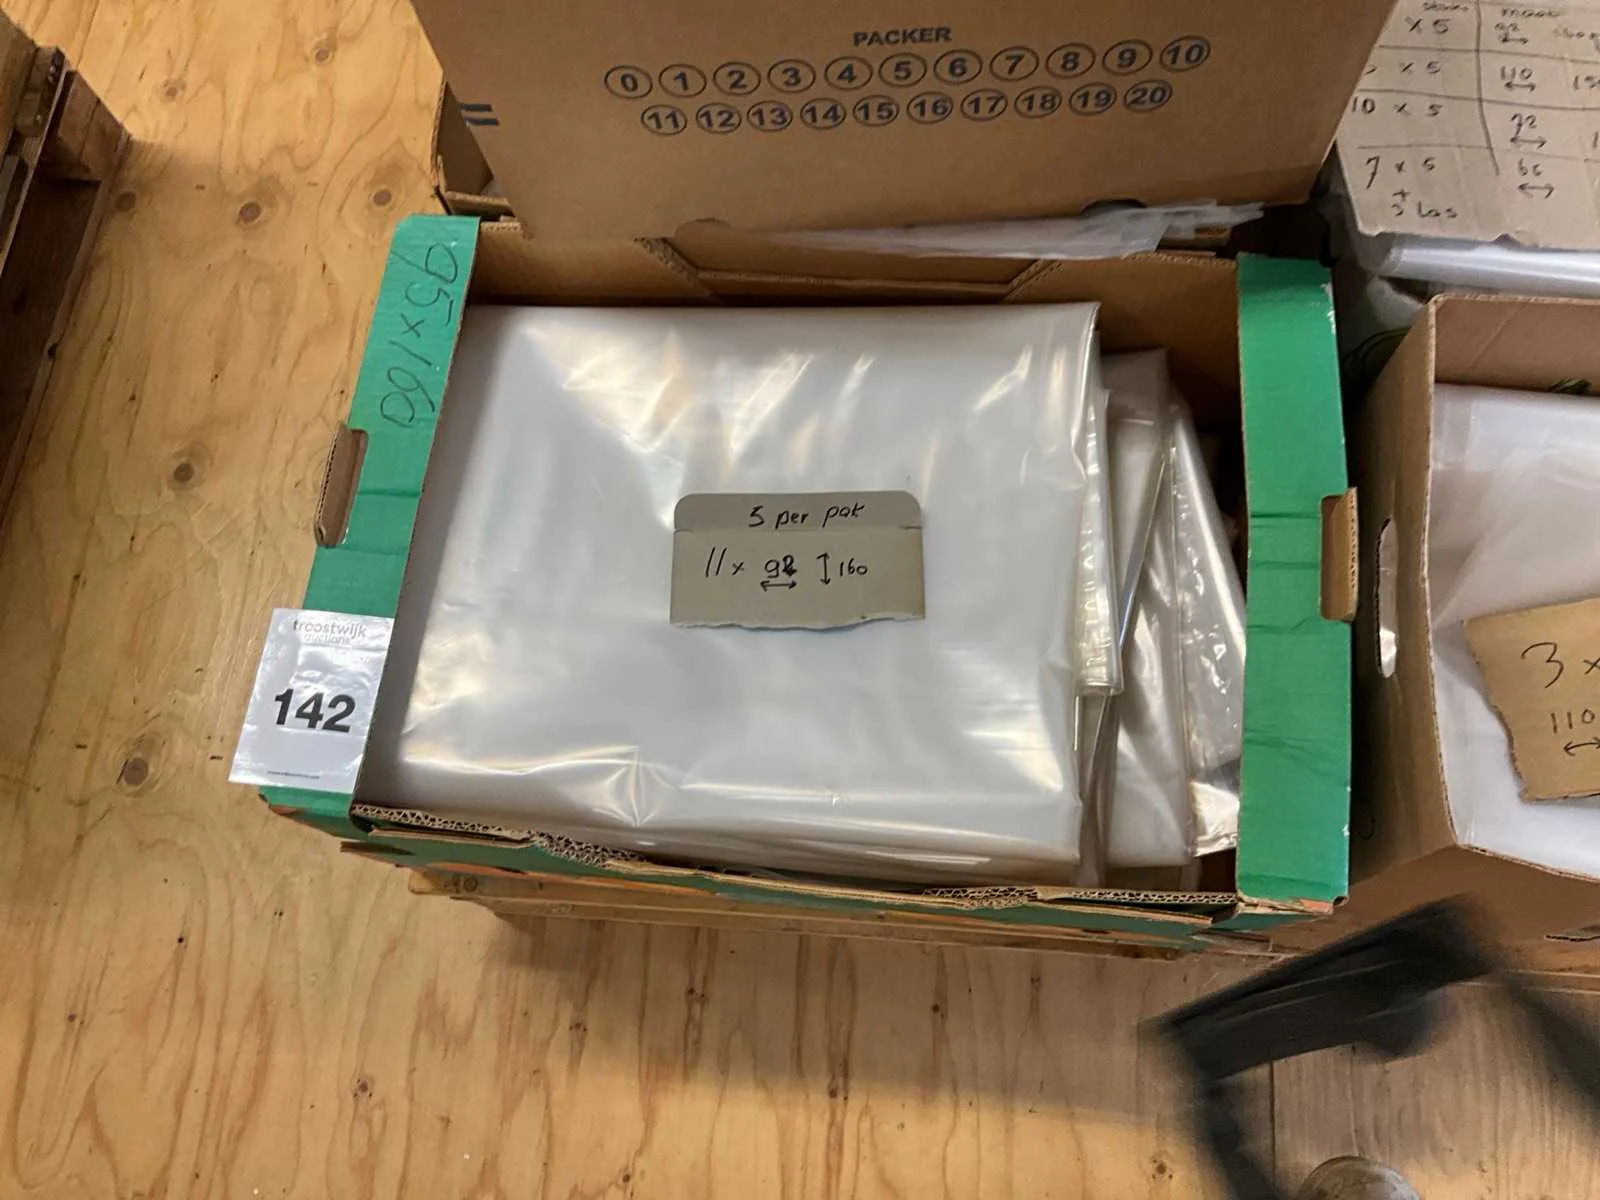 PACKER
0 1 2 3 4 5 6 7 8 9 10
11 12 13 14 15 16 17 18 19 20
x 5
x 5 110
10 x 5 72
7 x 5
+
3 Los
95x160
5 per pak
11 x 92 ↔ ↕ 160
troostwijk
auctions
142
3 x
110
↔